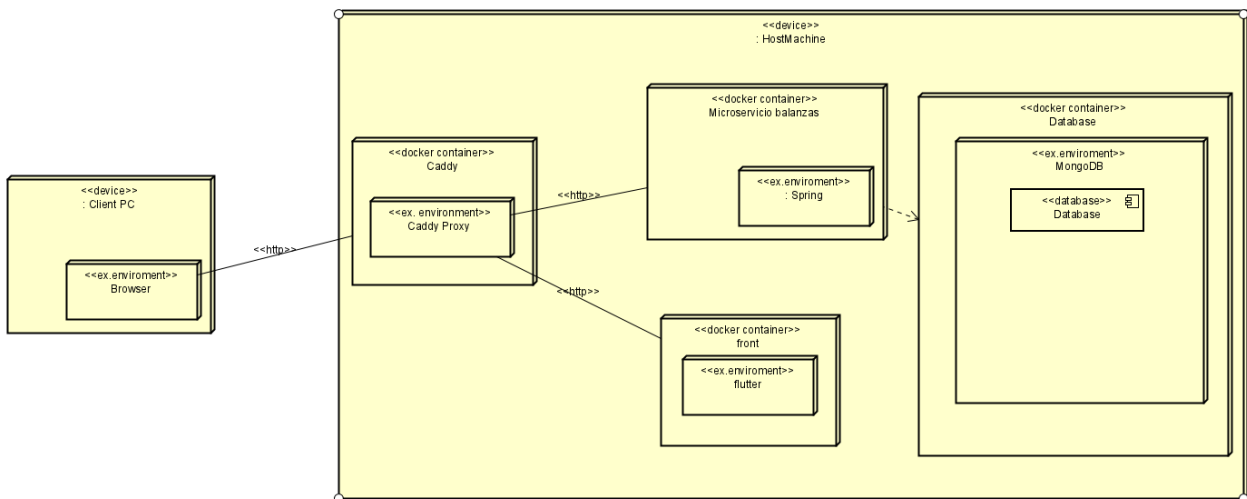 <<device>>
: Client PC
<<ex.enviroment>>
Browser
<<http>>
<<device>>
: HostMachine
<<docker container>>
Caddy
<<ex. environment>>
Caddy Proxy
<<http>>
<<http>>
<<docker container>>
Microservicio balanzas
<<ex.enviroment>>
: Spring
<<docker container>>
front
<<ex.enviroment>>
flutter
<<docker container>>
Database
<<ex.enviroment>>
MongoDB
<<database>>
Database